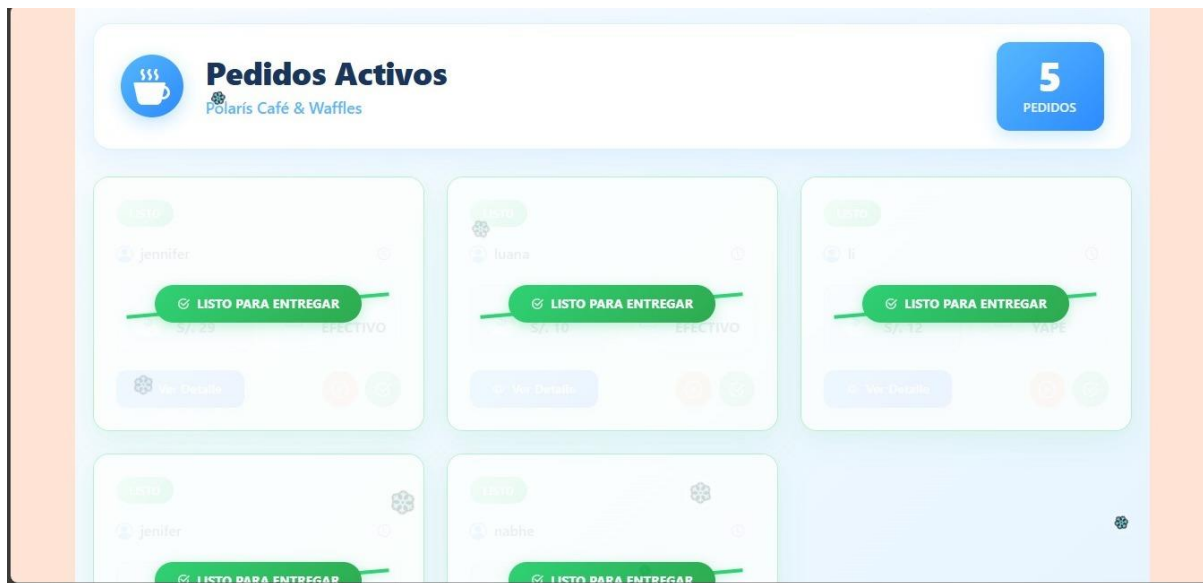 Pedidos Activos
Polarís Café & Waffles
5
PEDIDOS
LISTO
jennifer
LISTO PARA ENTREGAR
S/. 29
EFECTIVO
Ver Detalle
LISTO
luana
LISTO PARA ENTREGAR
S/. 10
EFECTIVO
Ver Detalle
LISTO
li
LISTO PARA ENTREGAR
S/. 12
YAPE
Ver Detalle
LISTO
jenifer
LISTO PARA ENTREGAR
LISTO
nabhe
LISTO PARA ENTREGAR